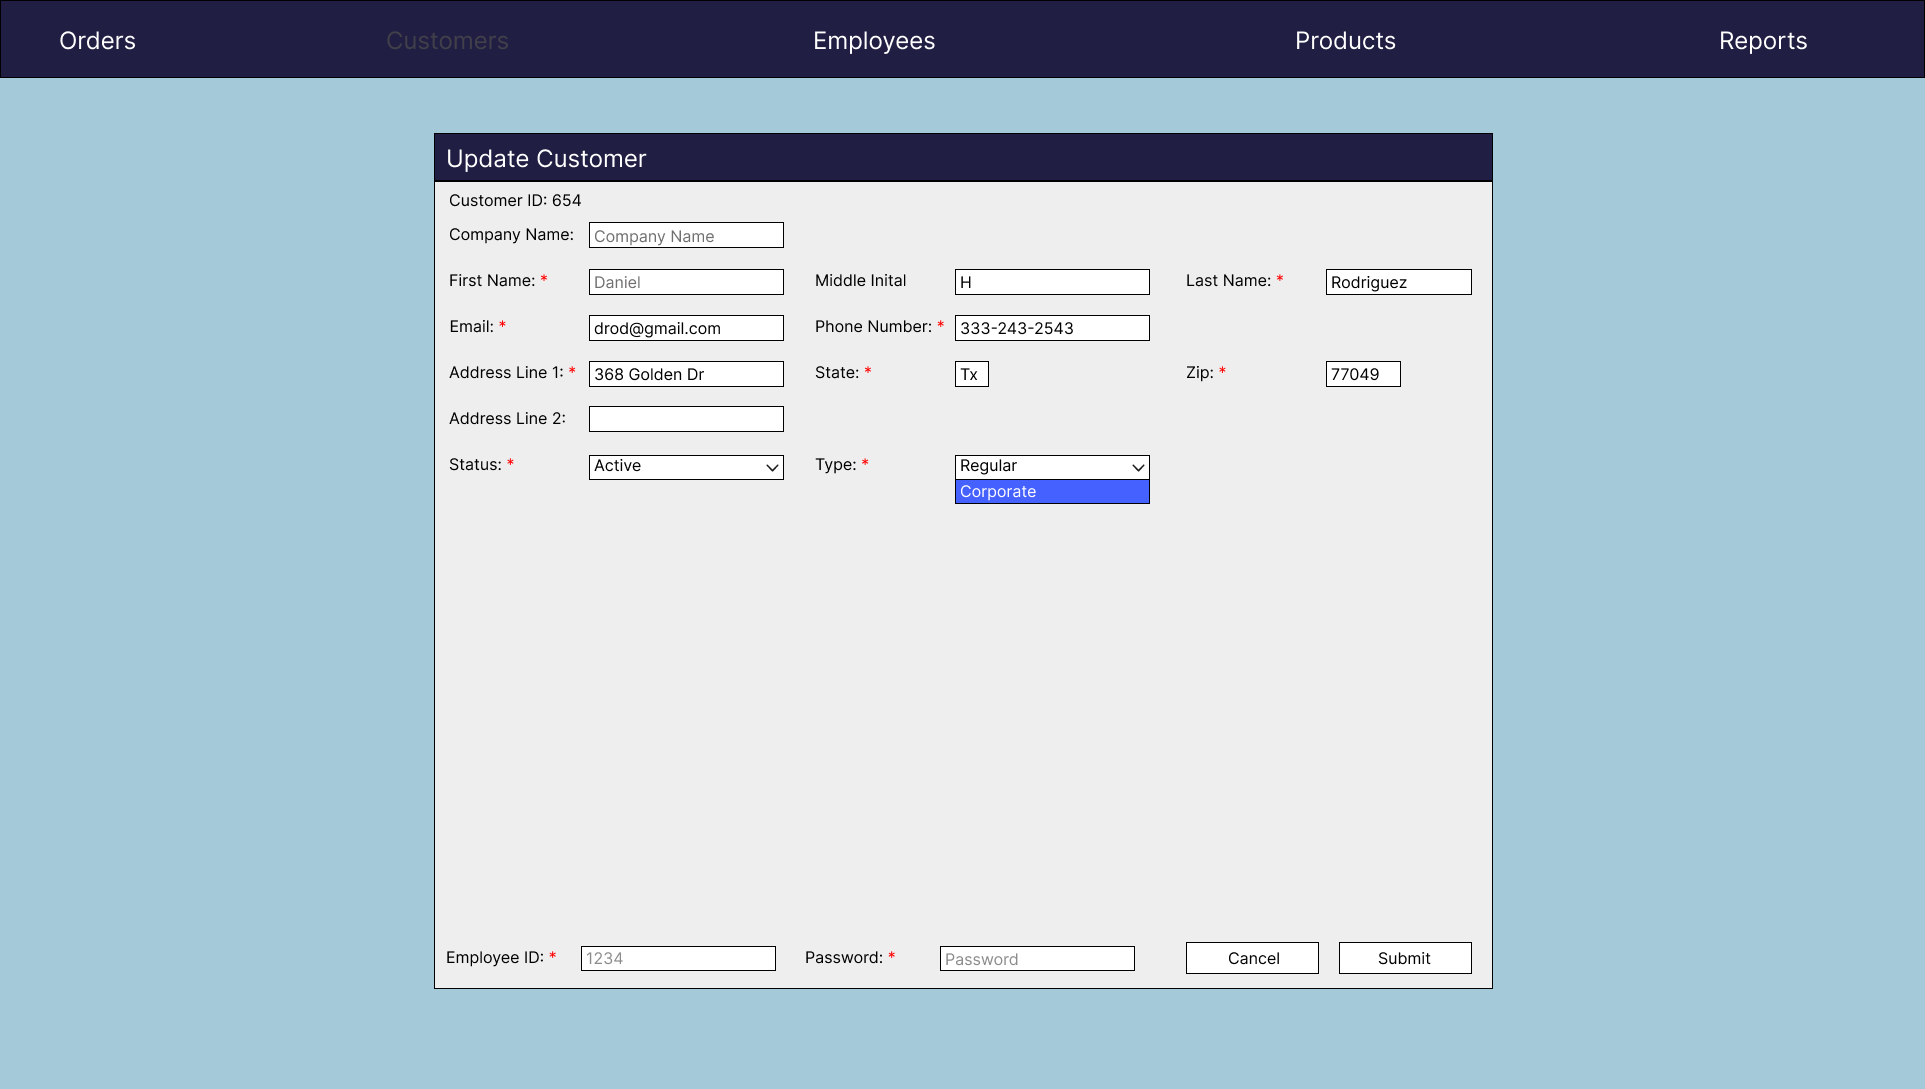 Orders Customers Employees Products Reports
Update Customer
Customer ID: 654
Company Name: Company Name
First Name: * Daniel Middle Inital H Last Name: * Rodriguez
Email: * drod@gmail.com Phone Number: * 333-243-2543
Address Line 1: * 368 Golden Dr State: * Tx Zip: * 77049
Address Line 2:
Status: * Active Type: * Regular
Corporate
Employee ID: * 1234 Password: * Password Cancel Submit